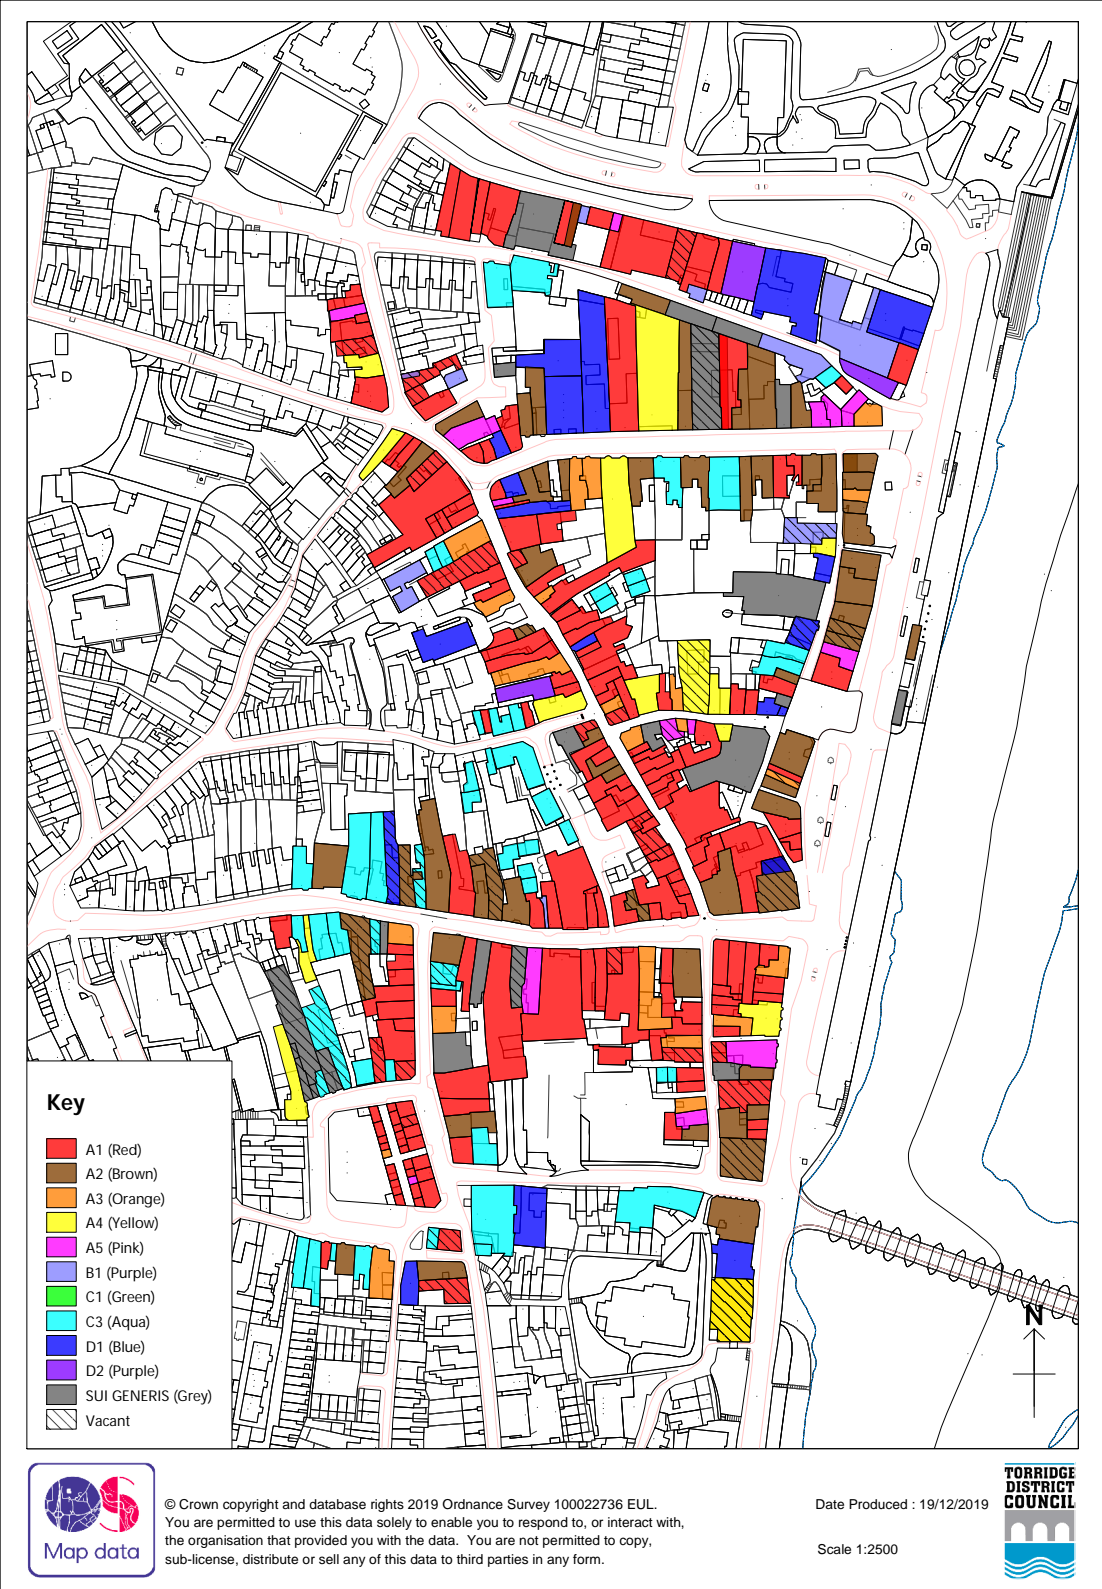 Key
A1 (Red)
A2 (Brown)
A3 (Orange)
A4 (Yellow)
A5 (Pink)
B1 (Purple)
C1 (Green)
C3 (Aqua)
D1 (Blue)
D2 (Purple)
SUI GENERIS (Grey)
Vacant
N
OS
Map data
© Crown copyright and database rights 2019 Ordnance Survey 100022736 EUL.
You are permitted to use this data solely to enable you to respond to, or interact with,
the organisation that provided you with the data. You are not permitted to copy,
sub-license, distribute or sell any of this data to third parties in any form.
Date Produced : 19/12/2019
Scale 1:2500
TORRIDGE
DISTRICT
COUNCIL